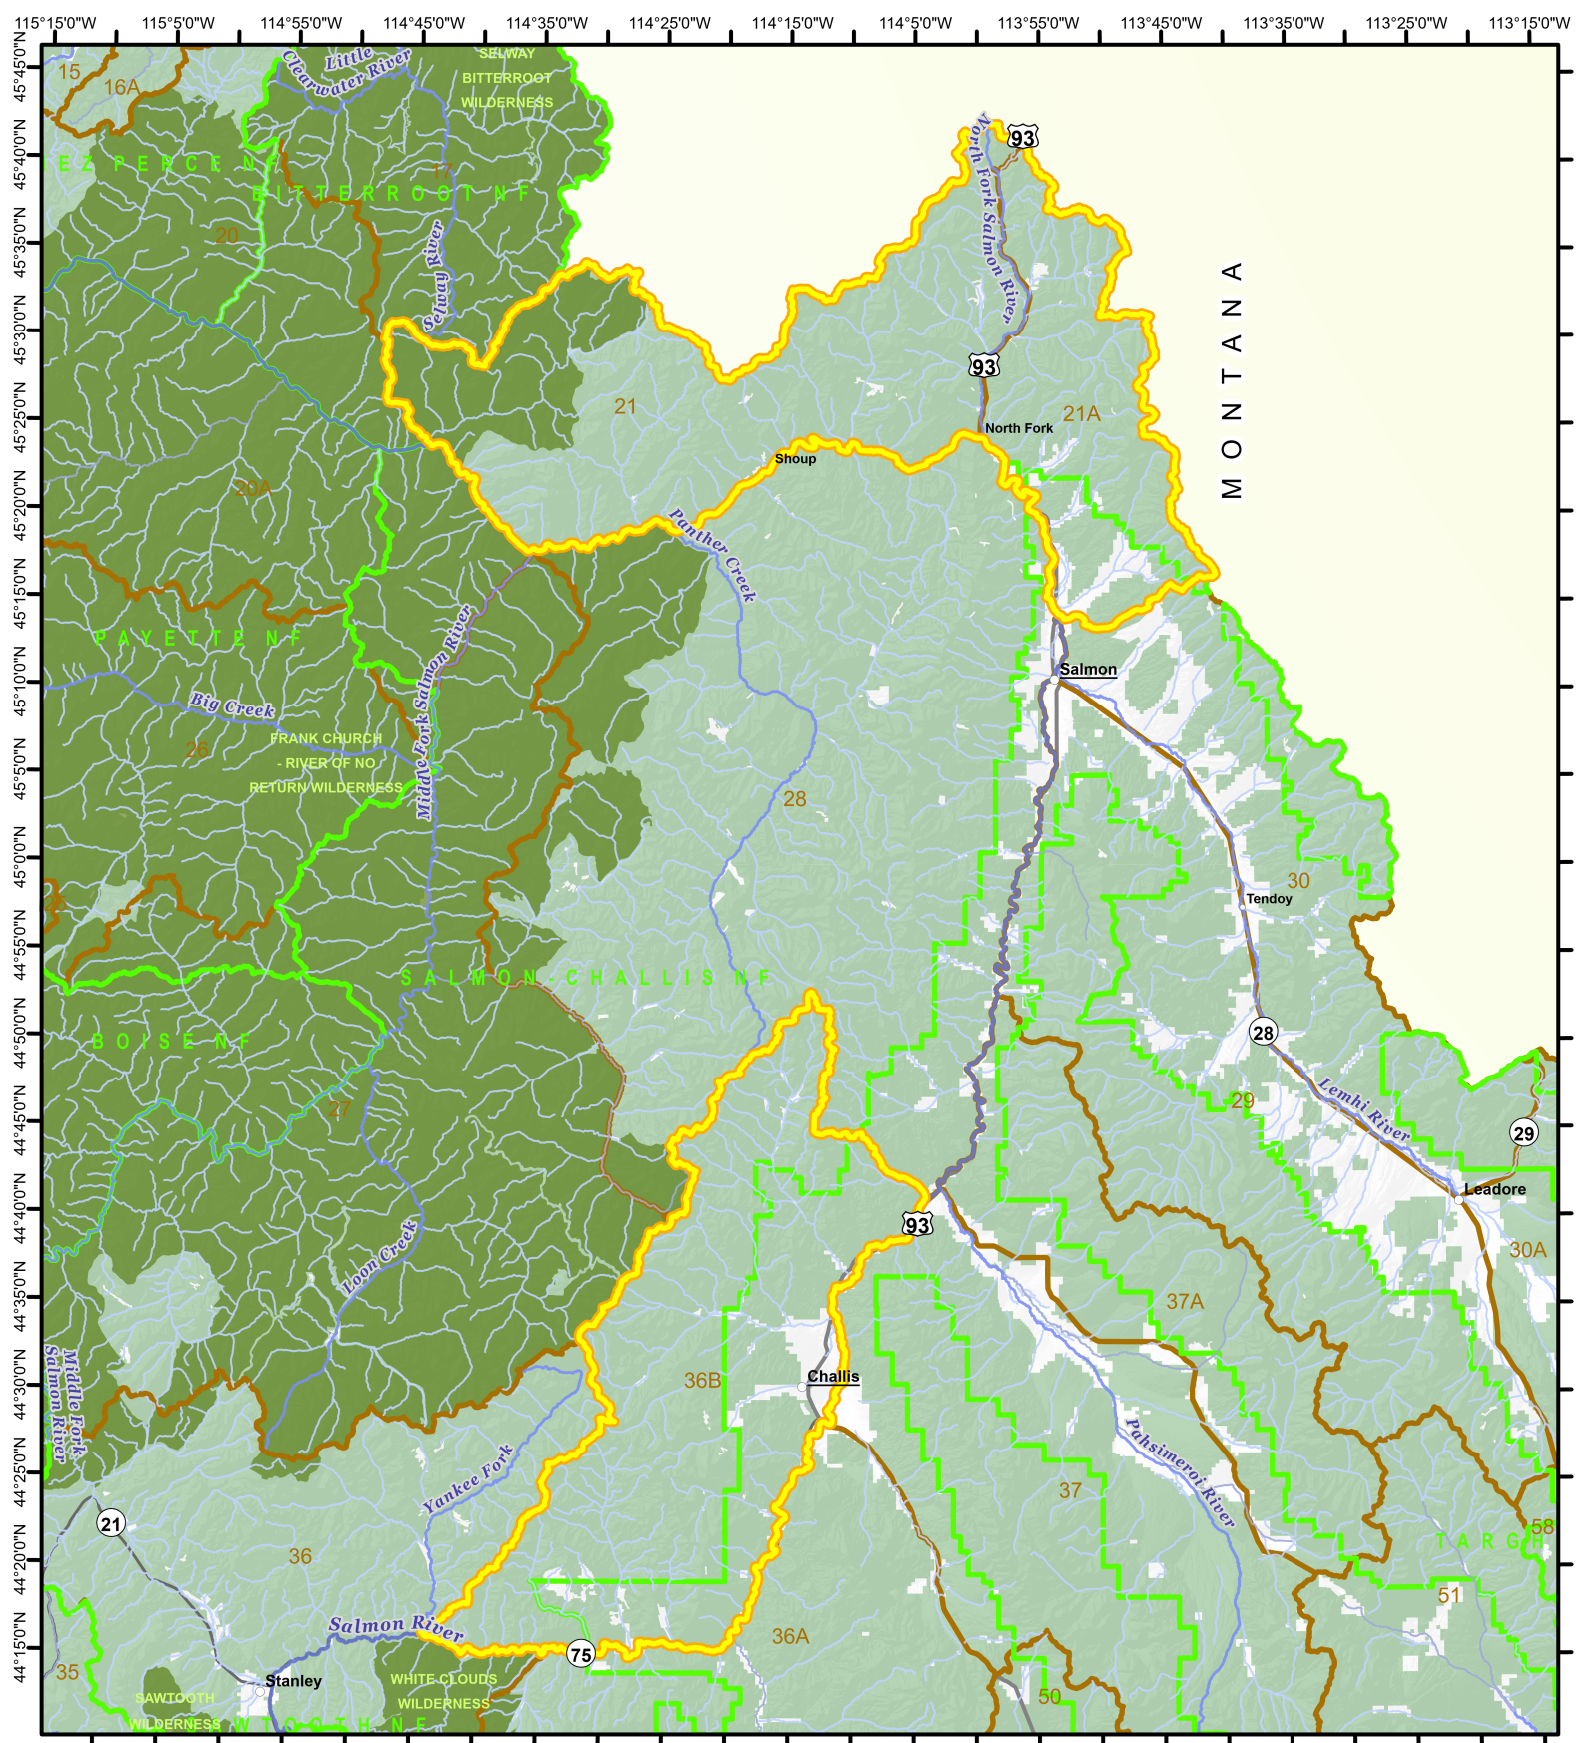 115°15'0"W 115°5'0"W 114°55'0"W 114°45'0"W 114°35'0"W 114°25'0"W 114°15'0"W 114°5'0"W 113°55'0"W 113°45'0"W 113°35'0"W 113°25'0"W 113°15'0"W
45°45'0"N
45°40'0"N
45°35'0"N
45°30'0"N
45°25'0"N
45°20'0"N
45°15'0"N
45°10'0"N
45°5'0"N
45°0'0"N
44°55'0"N
44°50'0"N
44°45'0"N
44°40'0"N
44°35'0"N
44°30'0"N
44°25'0"N
44°20'0"N
44°15'0"N
15
16A
Little
Clearwater River
SELWAY
BITTERROOT
WILDERNESS
EZ PERCE NF
17
BITTERROOT NF
20
Selway River
North Fork Salmon River
93
93
MONTANA
21
21A
North Fork
Shoup
20A
Panther Creek
PAYETTE NF
Middle Fork Salmon River
Salmon
Big Creek
26
FRANK CHURCH
- RIVER OF NO
RETURN WILDERNESS
28
30
Tendoy
SALMON-CHALLIS NF
BOISE NF
28
27
29
Lemhi River
29
Leadore
93
30A
Loon Creek
37A
Middle Fork
Salmon River
36B
Challis
Yankee Fork
Pahsimeroi River
37
21
58
TARGH
36
51
Salmon River
36A
75
35
Stanley
WHITE CLOUDS
WILDERNESS
SAWTOOTH
WILDERNESS
WTOOTH NF
50